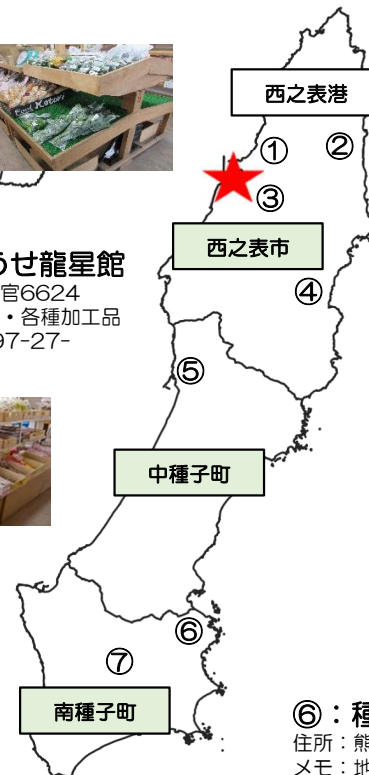 西之表港
①
②
③
西之表市
うせ龍星館
官6624
・各種加工品
97-27-
④
⑤
中種子町
⑥
⑦
南種子町
⑥：種
住所：熊
メモ：地